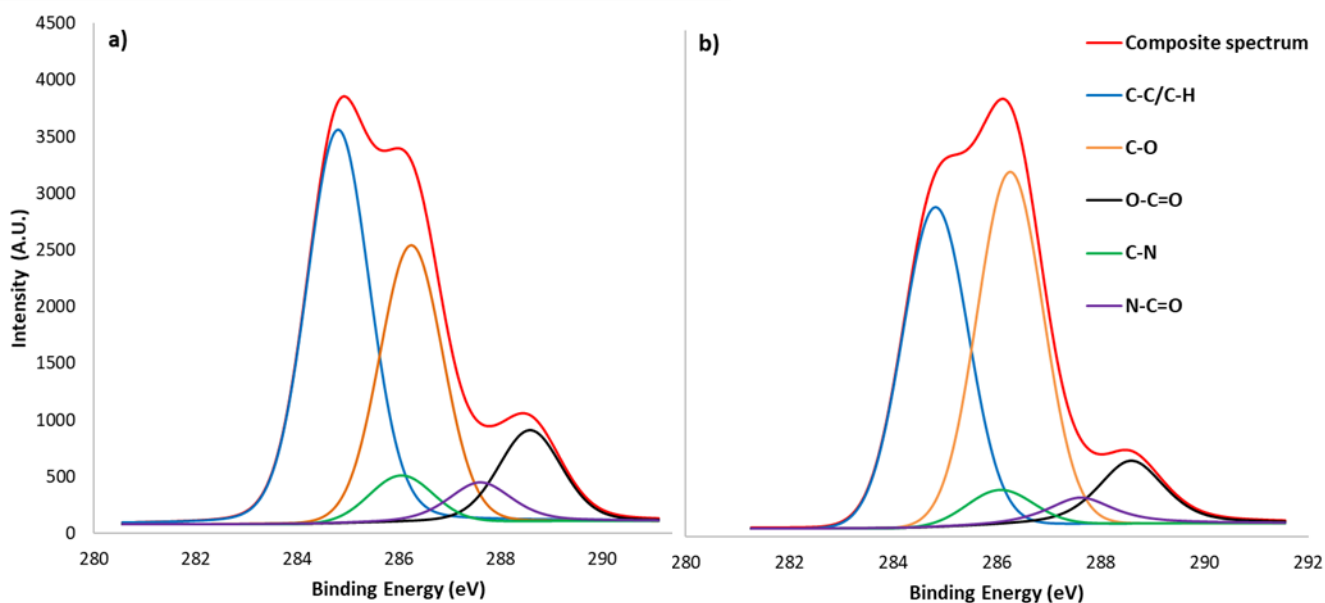 a)
b)
Composite spectrum
C-C/C-H
C-O
O-C=O
C-N
N-C=O
Intensity (A.U.)
4500
4000
3500
3000
2500
2000
1500
1000
500
0
280 282 284 286 288 290
280 282 284 286 288 290 292
Binding Energy (eV) Binding Energy (eV)